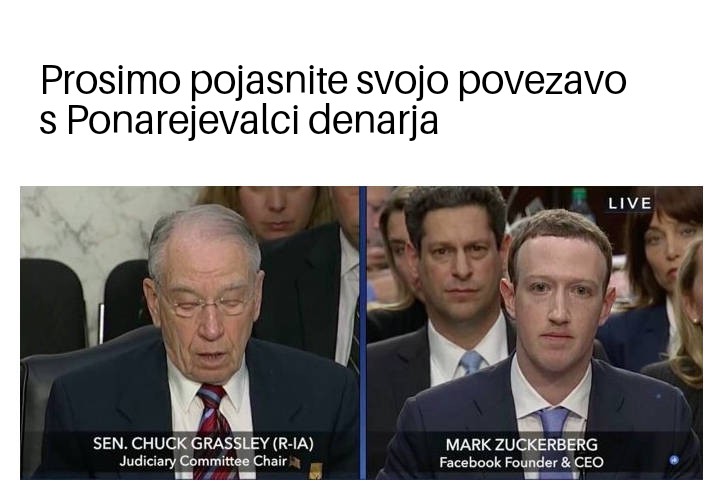 Prosimo pojasnite svojo povezavo
s Ponarejevalci denarja
LIVE
SEN. CHUCK GRASSLEY (R-IA)
Judiciary Committee Chair
MARK ZUCKERBERG
Facebook Founder & CEO